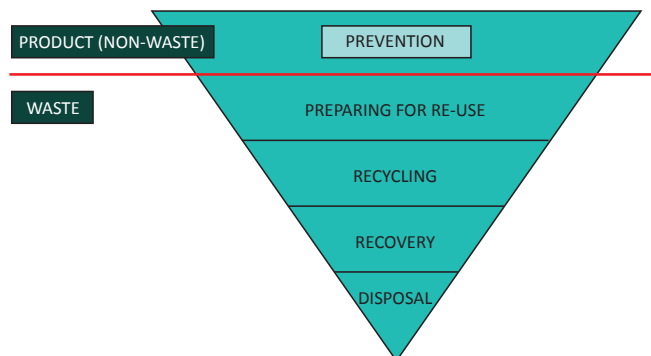 PRODUCT (NON-WASTE)
PREVENTION
WASTE
PREPARING FOR RE-USE
RECYCLING
RECOVERY
DISPOSAL